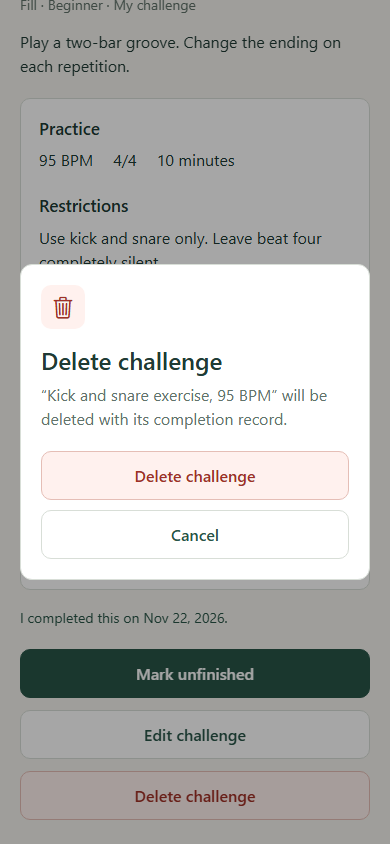 Fill · Beginner · My challenge
Play a two-bar groove. Change the ending on
each repetition.
Practice
95 BPM 4/4 10 minutes
Restrictions
Use kick and snare only. Leave beat four
completely silent
Delete challenge
“Kick and snare exercise, 95 BPM” will be
deleted with its completion record.
Delete challenge
Cancel
I completed this on Nov 22, 2026.
Mark unfinished
Edit challenge
Delete challenge